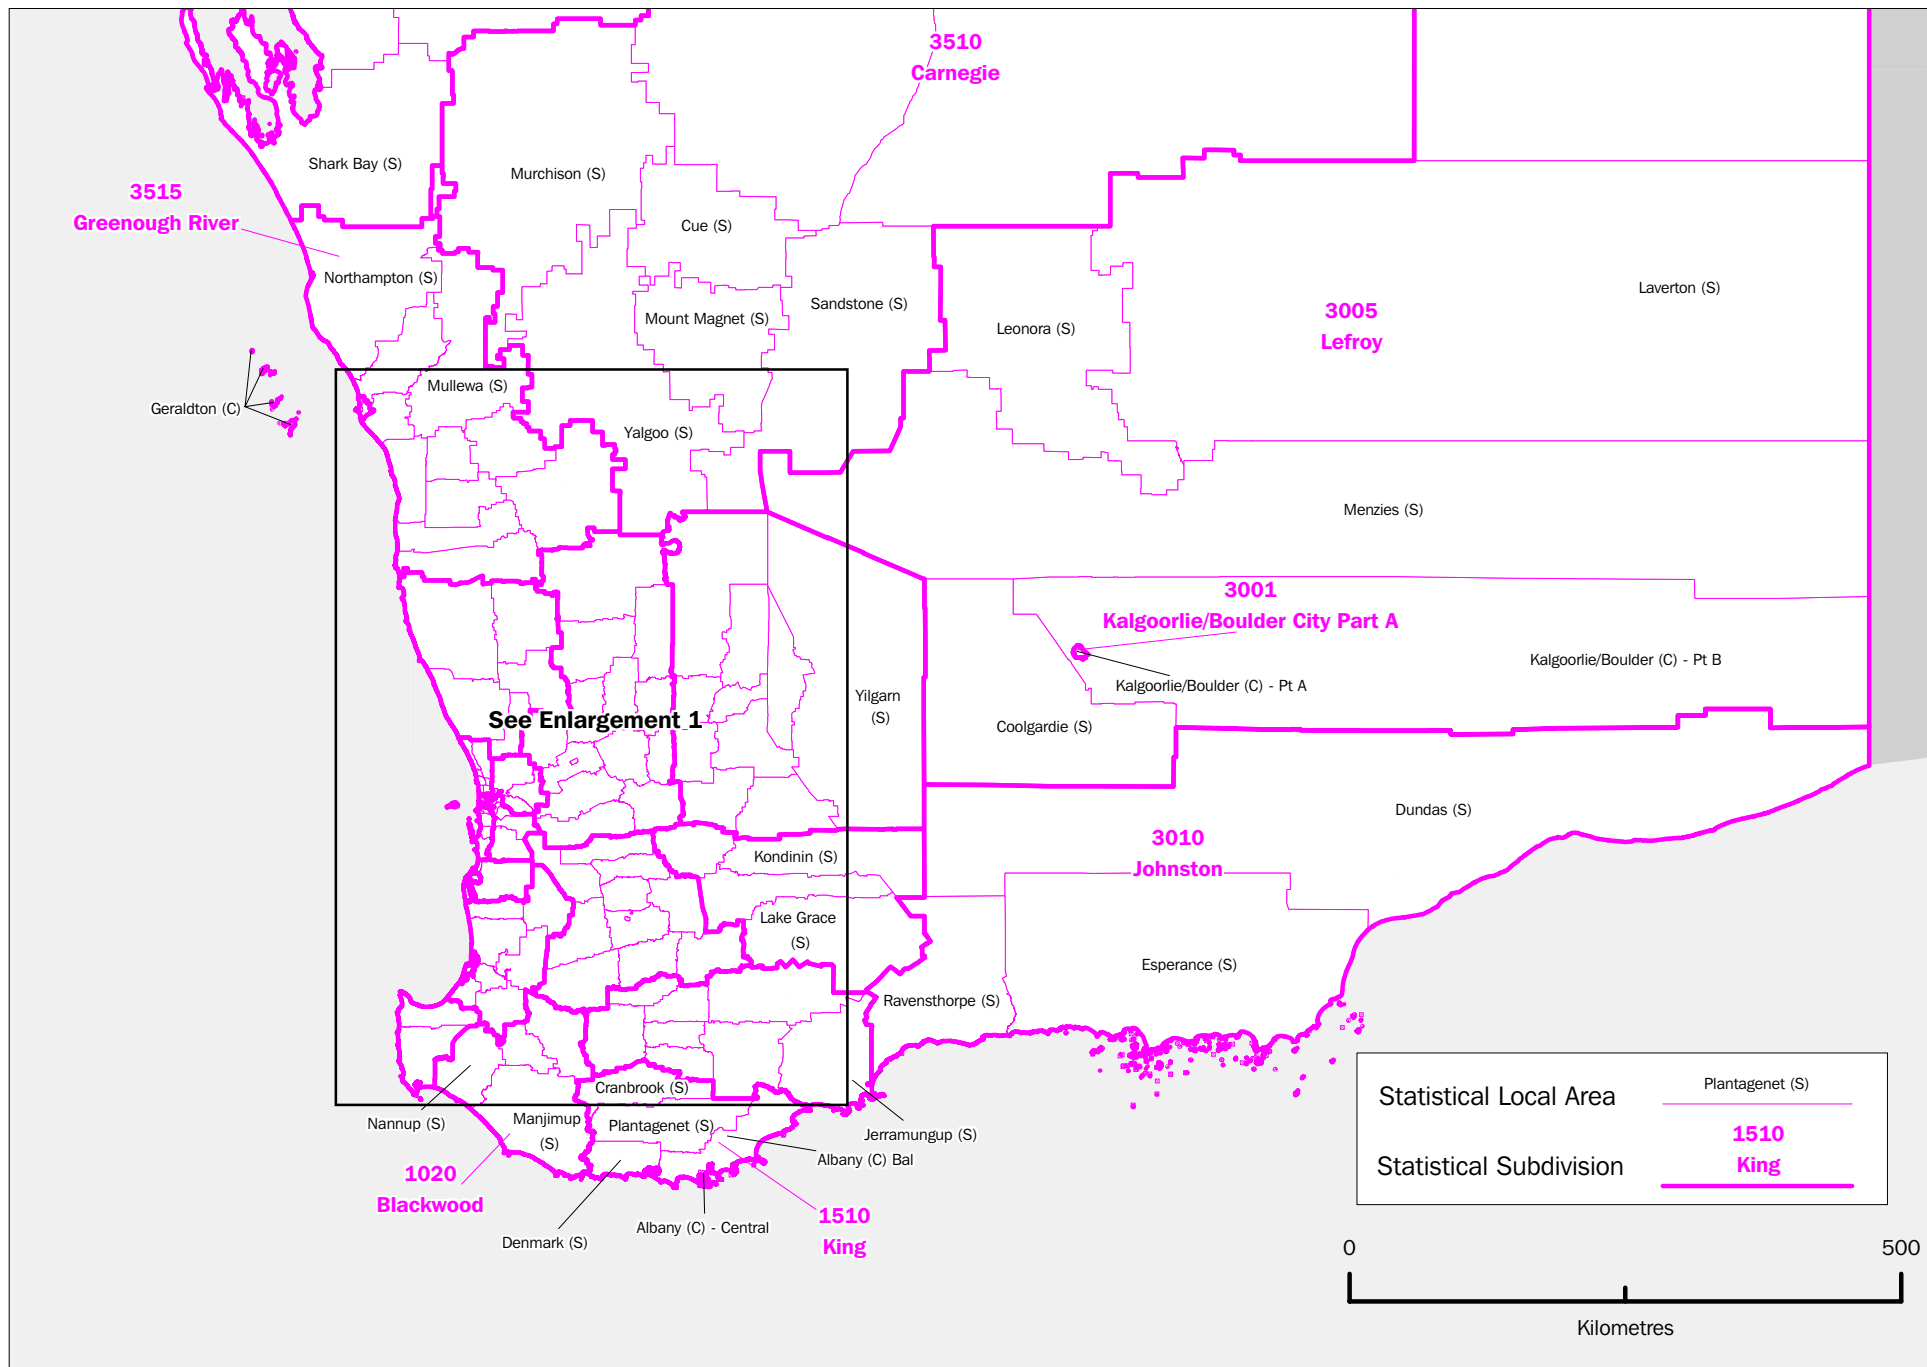 3510
Carnegie
Shark Bay (S)
Murchison (S)
3515
Greenough River
Cue (S)
Northampton (S)
Laverton (S)
Sandstone (S)
3005
Lefroy
Mount Magnet (S)
Leonora (S)
Mullewa (S)
Geraldton (C)
Yalgoo (S)
Menzies (S)
3001
Kalgoorlie/Boulder City Part A
Kalgoorlie/Boulder (C) - Pt B
Kalgoorlie/Boulder (C) - Pt A
Yilgarn
(S)
See Enlargement 1
Coolgardie (S)
Dundas (S)
3010
Johnston
Kondinin (S)
Lake Grace
(S)
Esperance (S)
Ravensthorpe (S)
Cranbrook (S)
Nannup (S)
Manjimup
(S)
Plantagenet (S)
Jerramungup (S)
Albany (C) Bal
1020
Blackwood
Albany (C) - Central
1510
King
Denmark (S)
Statistical Local Area
Plantagenet (S)
Statistical Subdivision
1510
King
0
500
Kilometres